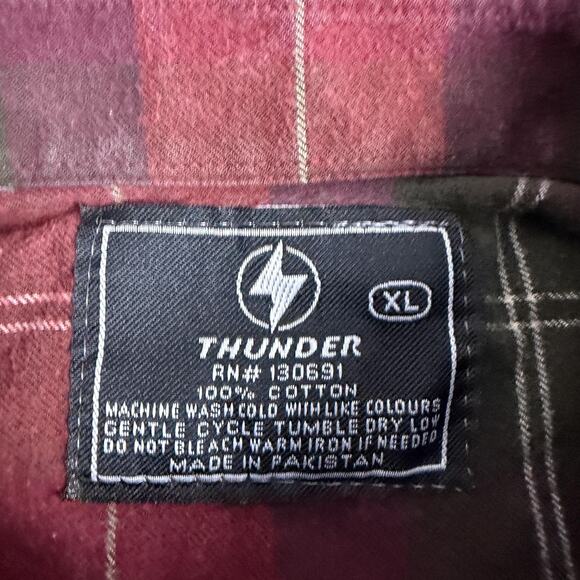 XL
THUNDER
RN# 130691
100% COTTON
MACHINE WASH COLD WITH LIKE COLOURS
GENTLE CYCLE TUMBLE DRY LOW
DO NOT BLEACH WARM IRON IF NEEDED
MADE IN PAKISTAN